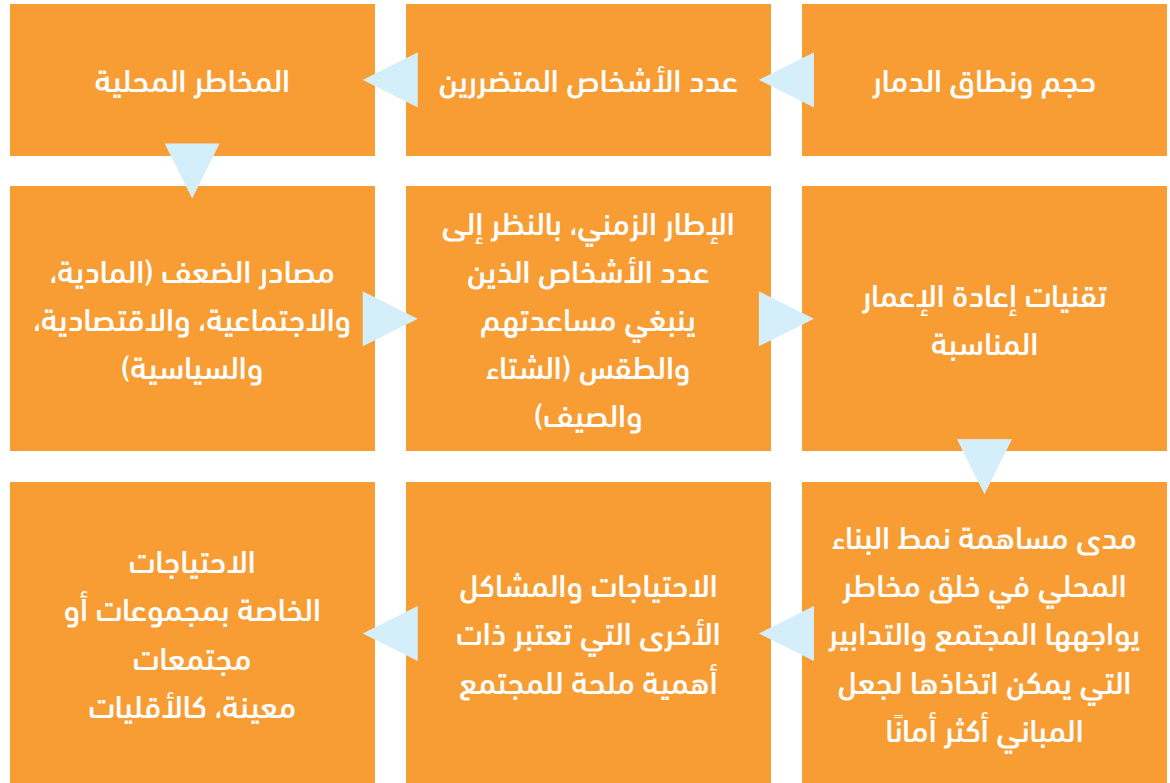 حجم ونطاق الدمار
عدد الأشخاص المتضررين
المخاطر المحلية
مصادر الضعف (المادية،
والاجتماعية، والاقتصادية،
والسياسية)
الإطار الزمني، بالنظر إلى
عدد الأشخاص الذين
ينبغي مساعدتهم
والطقس (الشتاء
والصيف)
تقنيات إعادة الإعمار
المناسبة
مدى مساهمة نمط البناء
المحلي في خلق مخاطر
يواجهها المجتمع والتدابير
التي يمكن اتخاذها لجعل
المباني أكثر أمانًا
الاحتياجات والمشاكل
الأخرى التي تعتبر ذات
أهمية ملحة للمجتمع
الاحتياجات
الخاصة بمجموعات أو
مجتمعات
معينة، كالأقليات